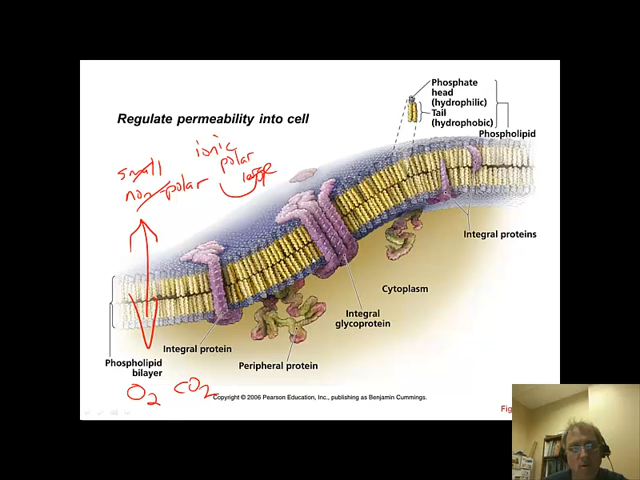 Phosphate
head
(hydrophilic)
Tail
(hydrophobic)
Phospholipid
Regulate permeability into cell
ionic
polar
large
small
non-polar
Integral proteins
Cytoplasm
Integral
glycoprotein
Integral protein
Peripheral protein
Phospholipid
bilayer
O2 CO2
Copyright © 2006 Pearson Education, Inc., publishing as Benjamin Cummings.
Fig